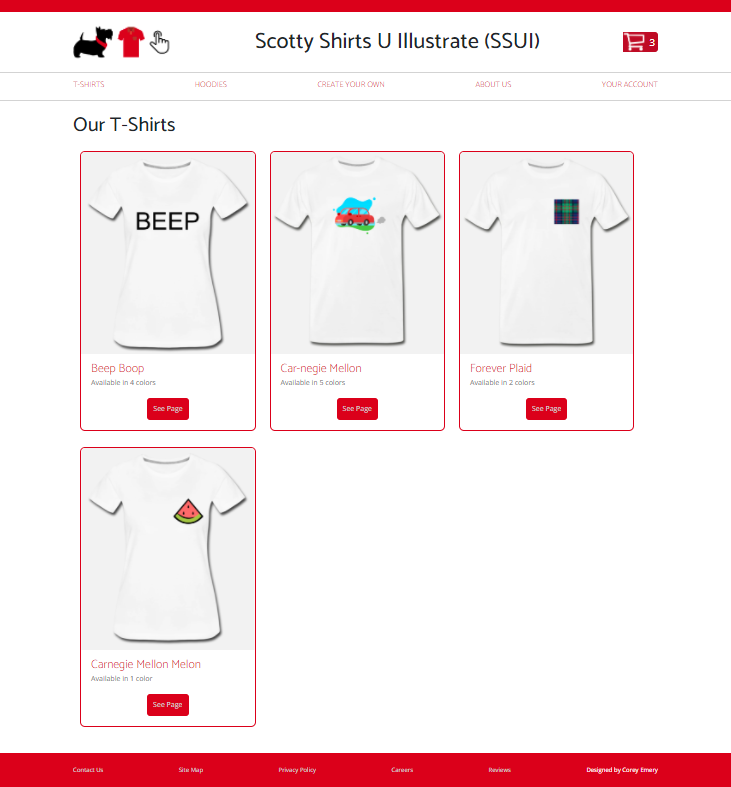 Scotty Shirts U Illustrate (SSUI)
3
T-SHIRTS HOODIES CREATE YOUR OWN ABOUT US YOUR ACCOUNT
Our T-Shirts
BEEP
Beep Boop
Available in 4 colors
See Page
Car-negie Mellon
Available in 5 colors
See Page
Forever Plaid
Available in 2 colors
See Page
Carnegie Mellon Melon
Available in 1 color
See Page
Contact Us Site Map Privacy Policy Careers Reviews Designed by Corey Emery